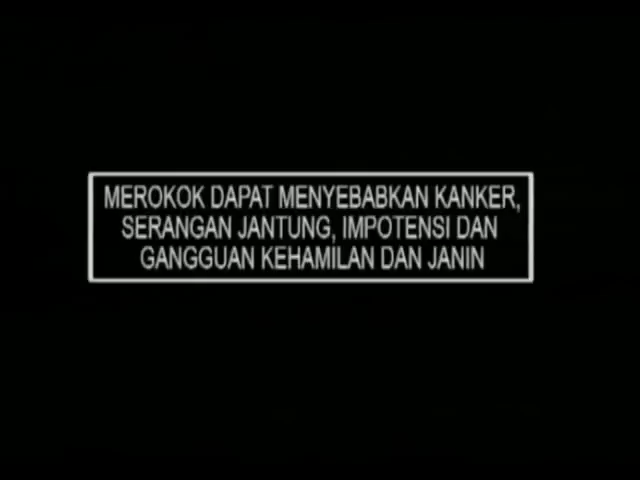 MEROKOK DAPAT MENYEBABKAN KANKER,
SERANGAN JANTUNG, IMPOTENSI DAN
GANGGUAN KEHAMILAN DAN JANIN